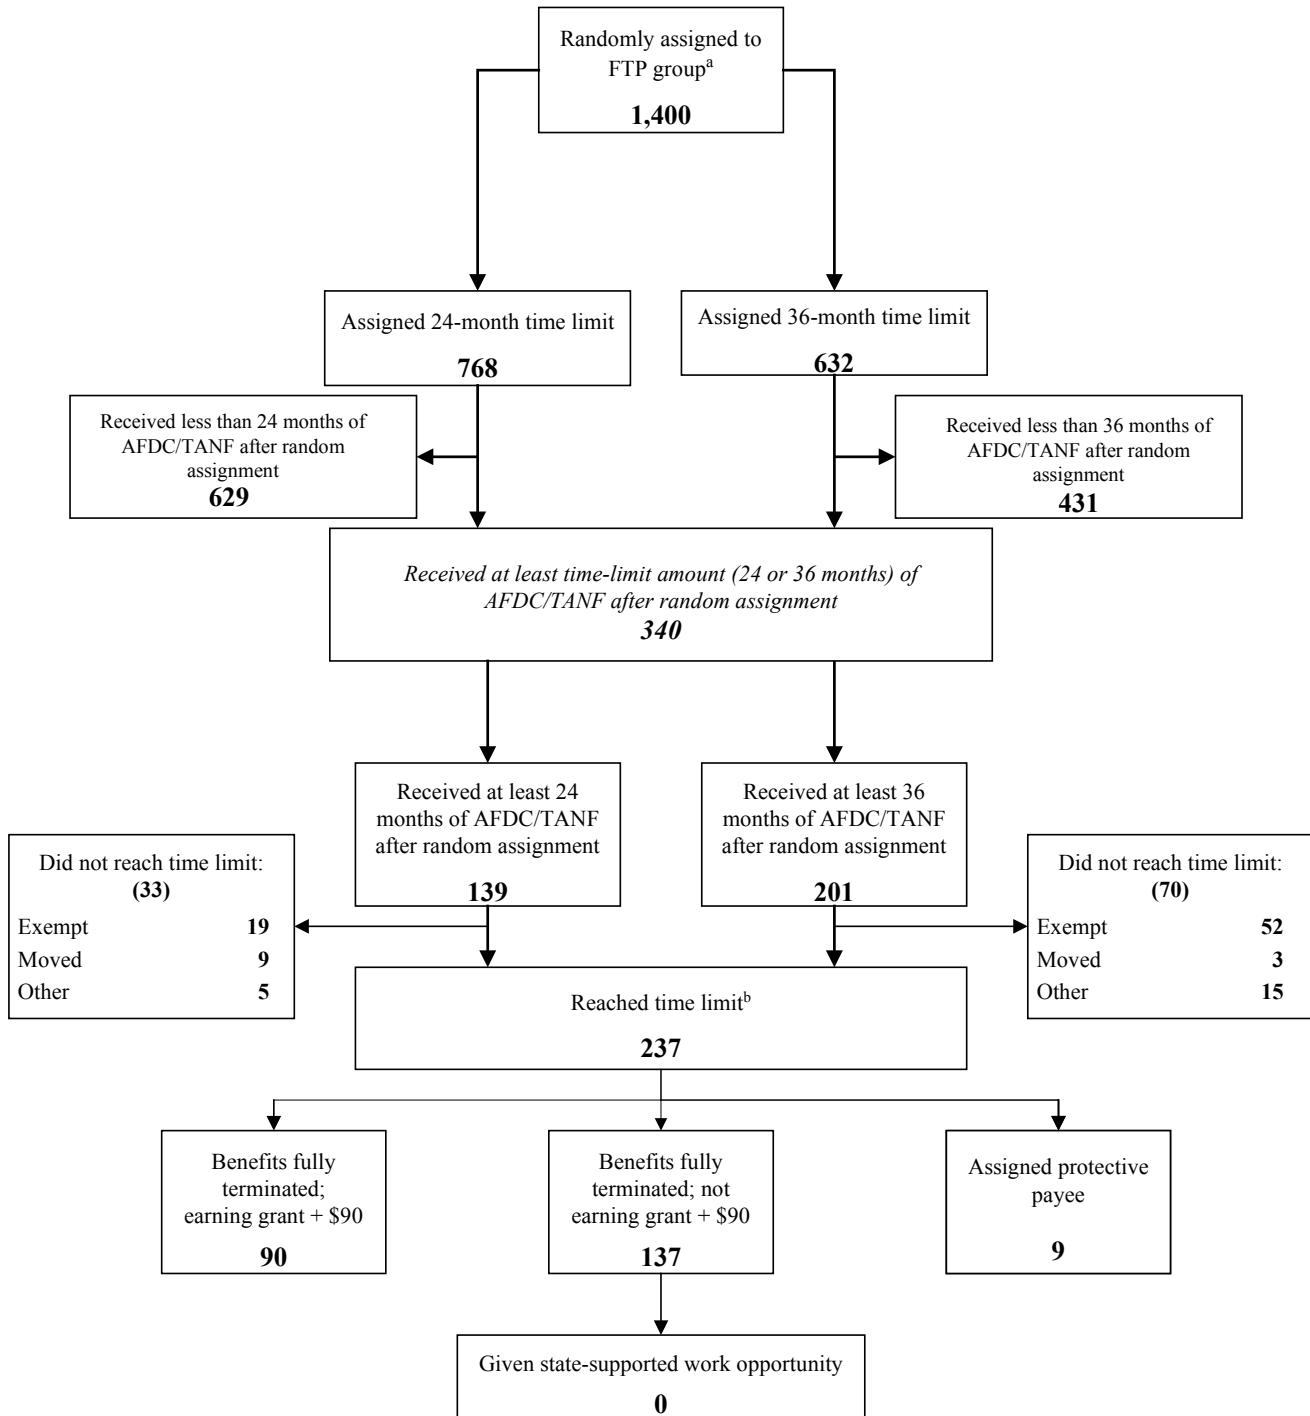 Randomly assigned to
FTP groupa
1,400
Assigned 24-month time limit
768
Assigned 36-month time limit
632
Received less than 24 months of
AFDC/TANF after random
assignment
629
Received less than 36 months of
AFDC/TANF after random
assignment
431
Received at least time-limit amount (24 or 36 months) of
AFDC/TANF after random assignment
340
Received at least 24
months of AFDC/TANF
after random assignment
139
Received at least 36
months of AFDC/TANF
after random assignment
201
Did not reach time limit:
(33)
Exempt 19
Moved 9
Other 5
Did not reach time limit:
(70)
Exempt 52
Moved 3
Other 15
Reached time limitb
237
Benefits fully
terminated;
earning grant + $90
90
Benefits fully
terminated; not
earning grant + $90
137
Assigned protective
payee
9
Given state-supported work opportunity
0